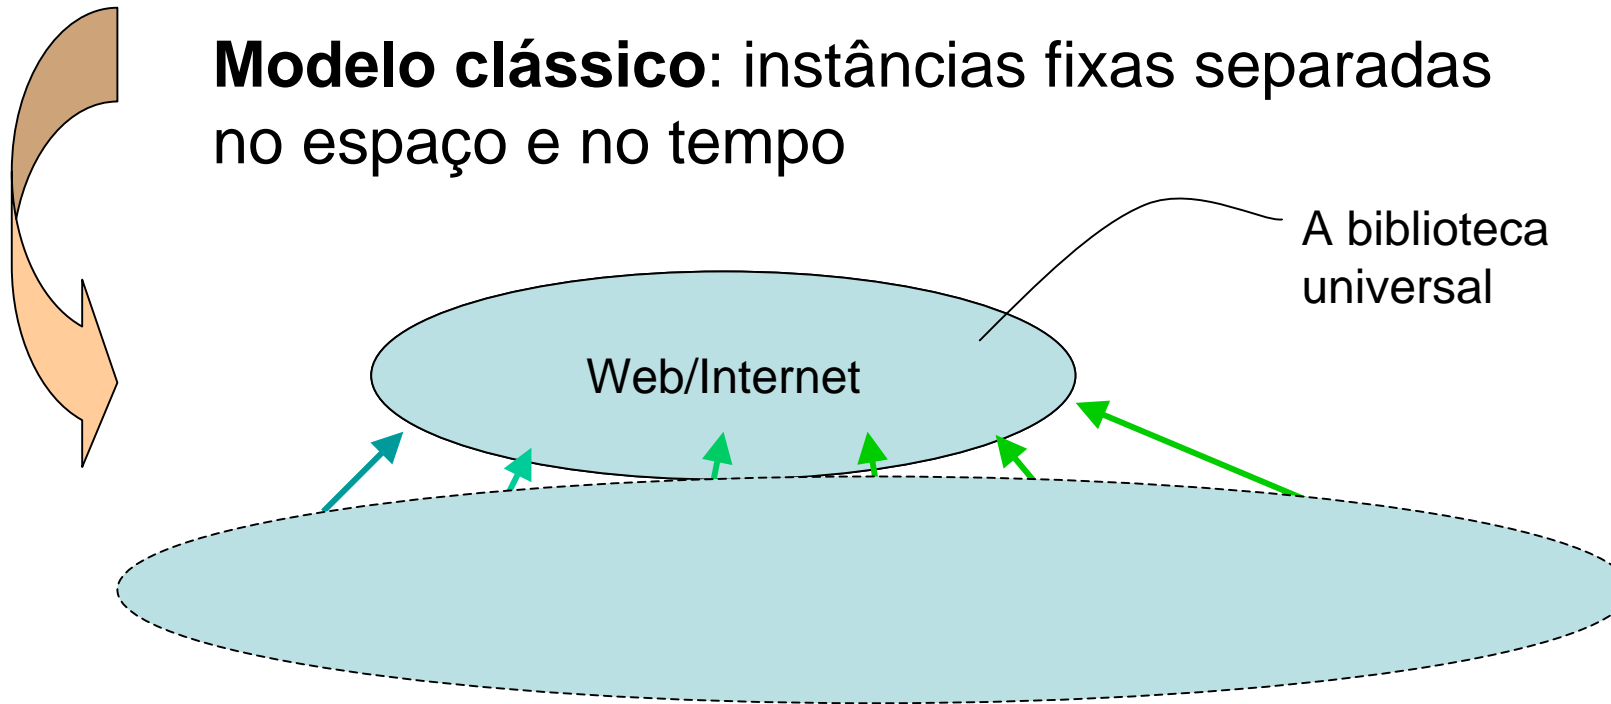 Modelo clássico: instâncias fixas separadas
no espaço e no tempo
A biblioteca
universal
Web/Internet